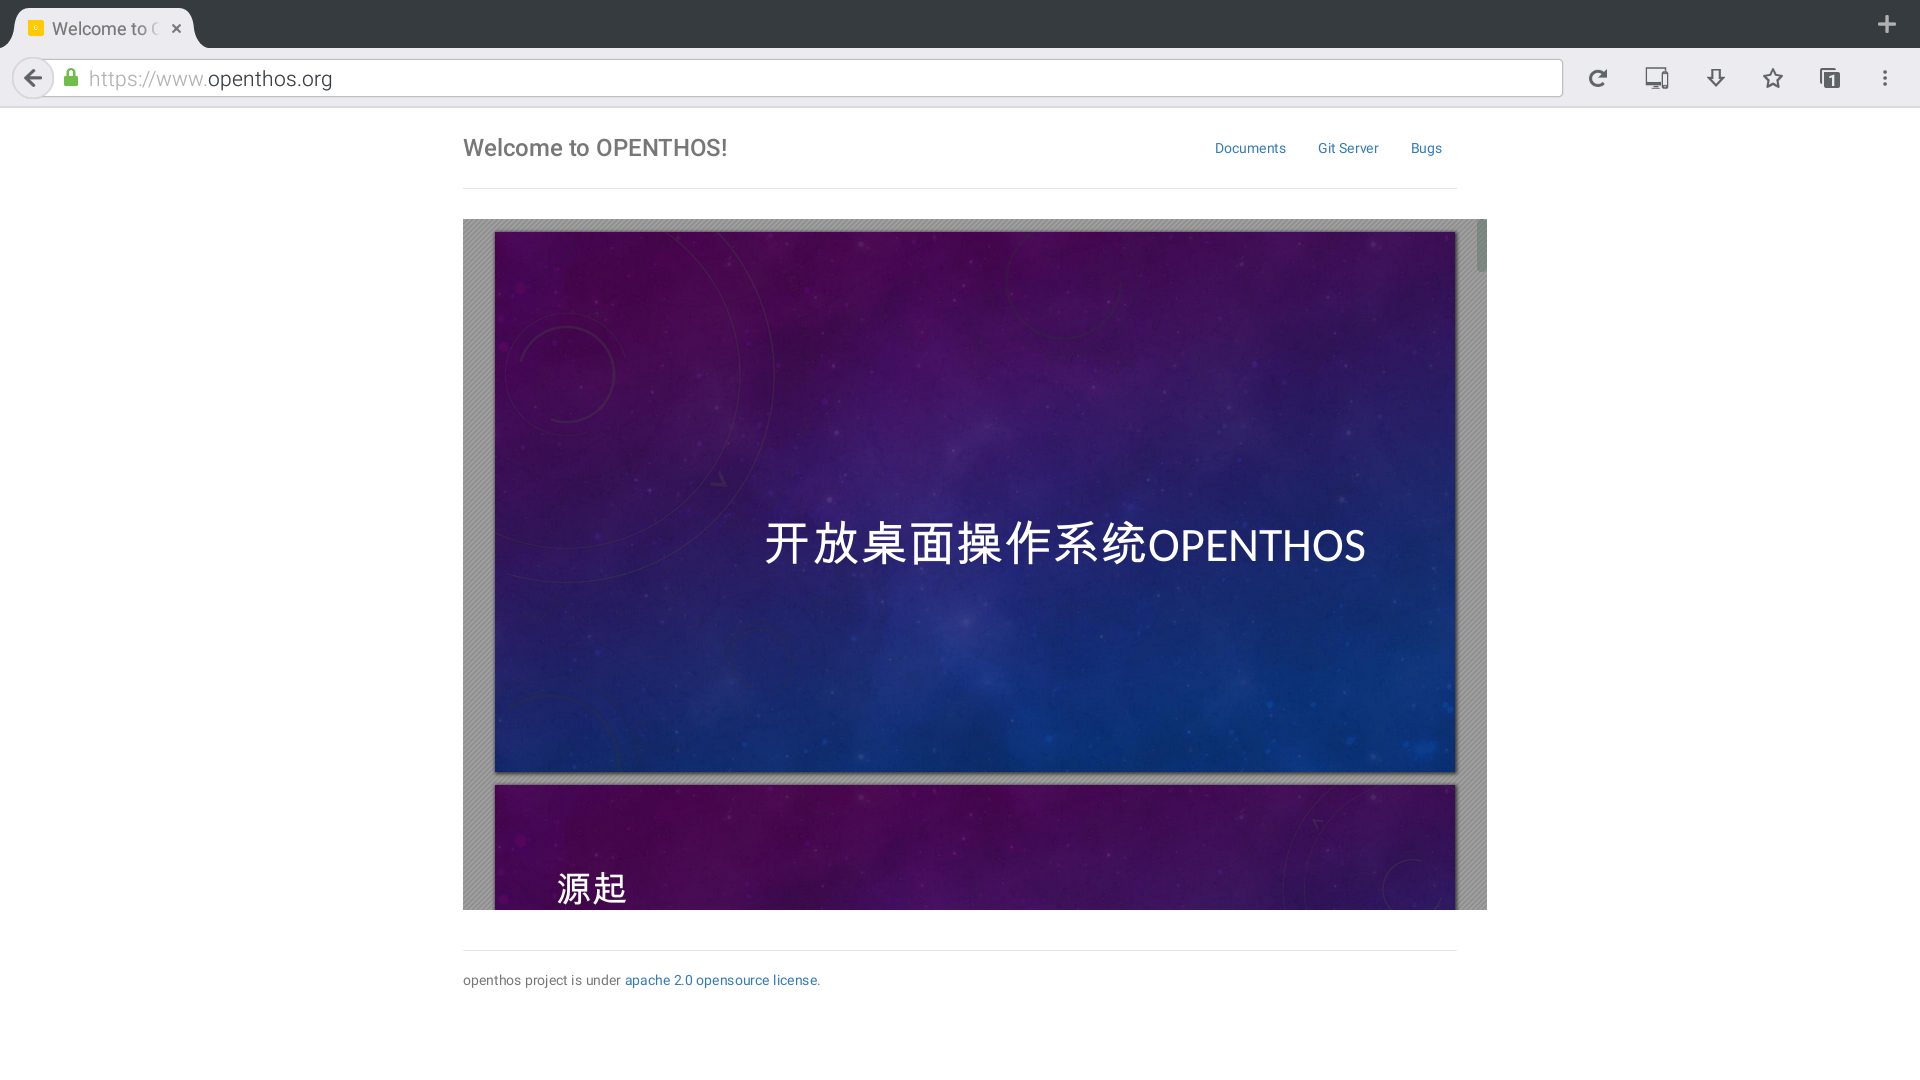 Welcome to
https://www.openthos.org
1
Welcome to OPENTHOS!
Documents
Git Server
Bugs
开放桌面操作系统OPENTHOS
源起
openthos project is under apache 2.0 opensource license.